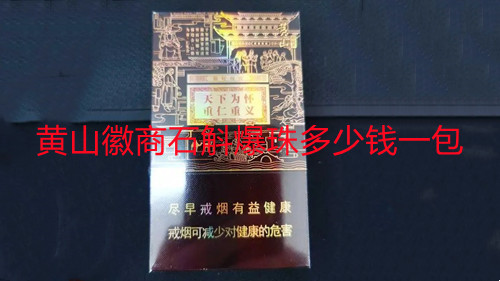 天下为怀
重仁重义
黄山徽商石斛爆珠多少钱一包
尽早戒烟有益健康
戒烟可减少对健康的危害